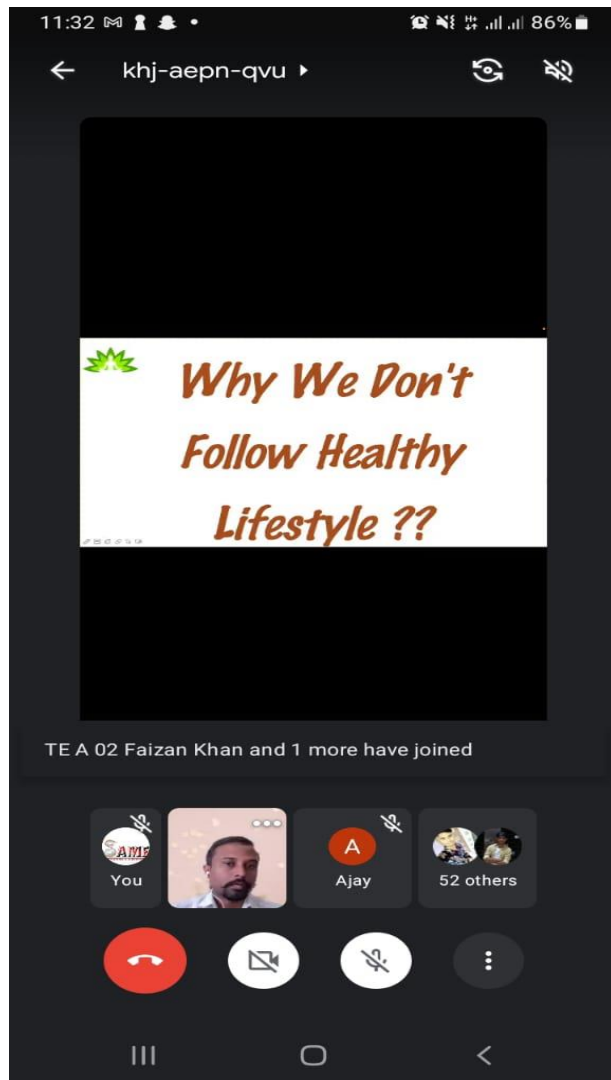 11:32 86%
khj-aepn-qvu
Why We Don't
Follow Healthy
Lifestyle ??
TE A 02 Faizan Khan and 1 more have joined
You
A
Ajay
52 others